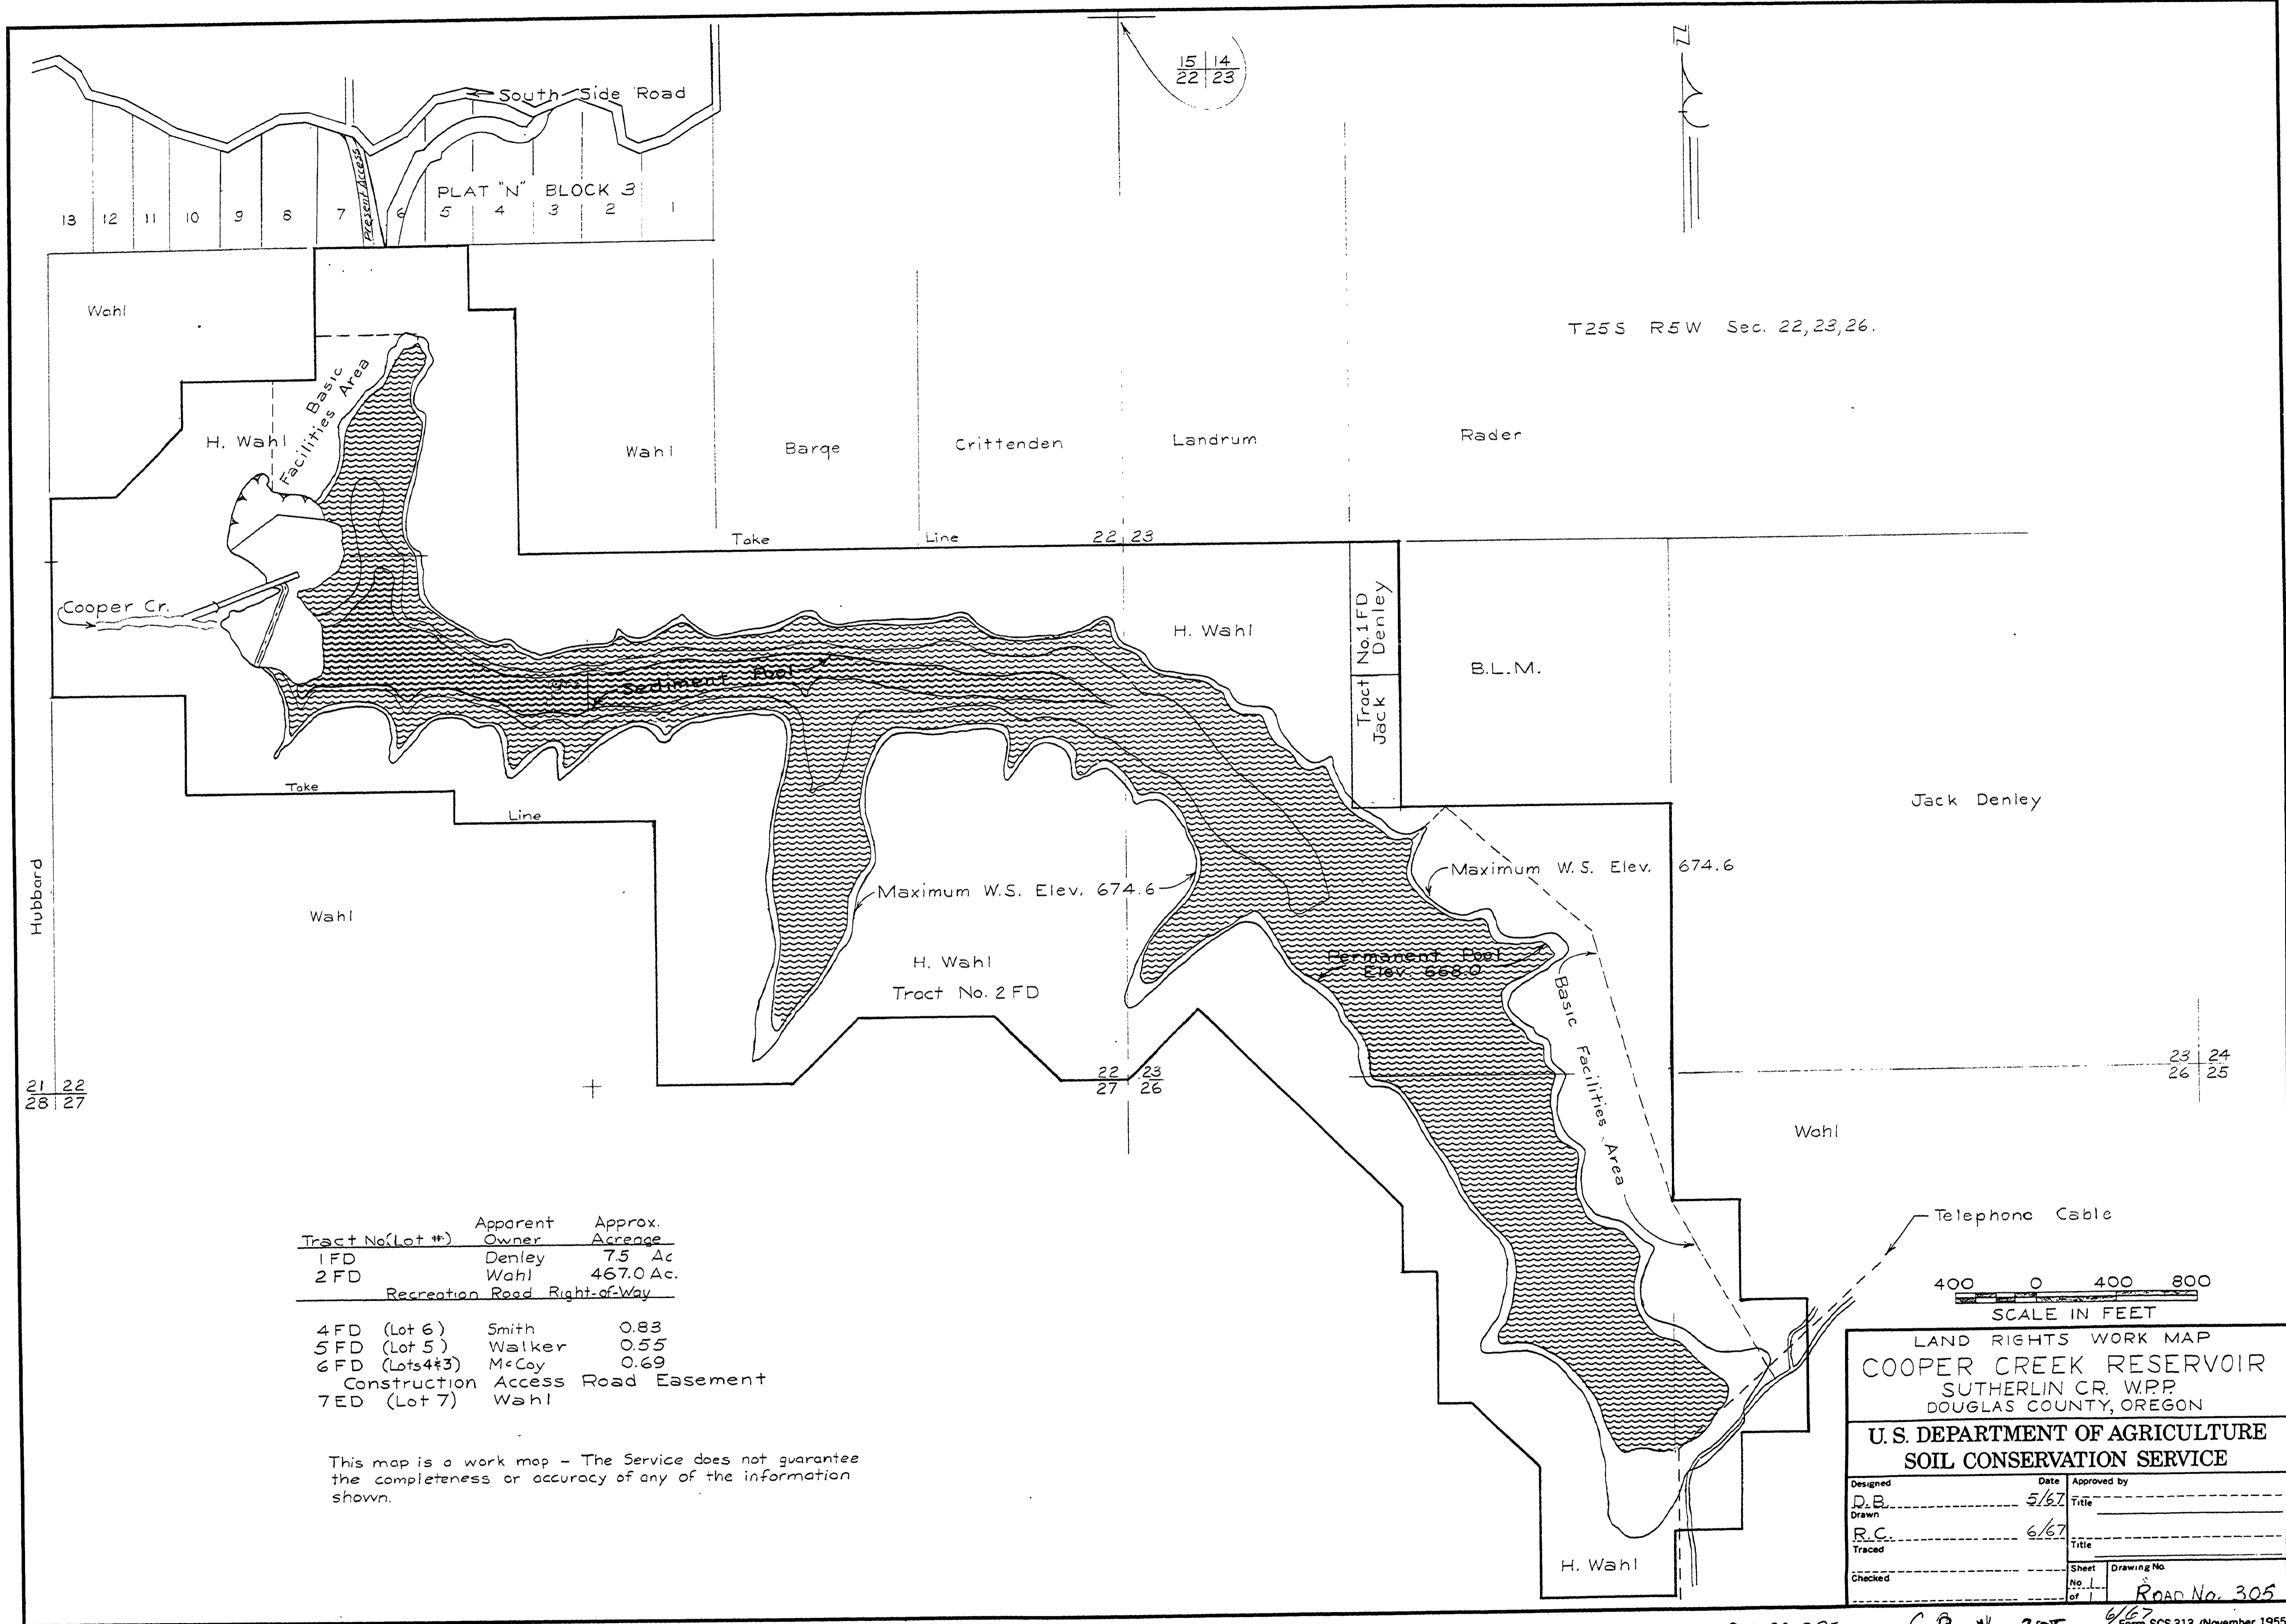 15 14
22 23
N
South Side Road
Present Access
PLAT "N" BLOCK 3
13 12 11 10 9 8 7 6 5 4 3 2 1
Wahl
T25S R5W Sec. 22,23,26.
Basic
Facilities Area
H. Wahl
Wahl
Barge
Crittenden
Landrum
Rader
Take Line
22 23
Cooper Cr.
H. Wahl
Tract No. 1 FD
Jack Denley
B.L.M.
Sediment Pool
Take Line
Jack Denley
Hubbard
Wahl
Maximum W.S. Elev. 674.6
Maximum W.S. Elev. 674.6
H. Wahl
Tract No. 2 FD
Permanent Pool
Elev. 668.0
Basic Facilities Area
21 22
28 27
22 23
27 26
23 24
26 25
Wahl
Telephone Cable
Tract No.(Lot #) Apparent Owner Approx. Acreage
1 FD Denley 7.5 Ac
2 FD Wahl 467.0 Ac.
Recreation Road Right-of-Way
4 FD (Lot 6) Smith 0.83
5 FD (Lot 5) Walker 0.55
6 FD (Lots 4&3) McCoy 0.69
Construction Access Road Easement
7 ED (Lot 7) Wahl
This map is a work map - The Service does not guarantee
the completeness or accuracy of any of the information
shown.
H. Wahl
400 0 400 800
SCALE IN FEET
LAND RIGHTS WORK MAP
COOPER CREEK RESERVOIR
SUTHERLIN CR. W.P.P.
DOUGLAS COUNTY, OREGON
U. S. DEPARTMENT OF AGRICULTURE
SOIL CONSERVATION SERVICE
Designed Date
D.B. 5/67
Drawn
R.C. 6/67
Traced
Checked
Approved by
Title
Title
Sheet
No. 1
of
Drawing No.
ROAD No. 305
6/67
Form SCS-313 (November 1955